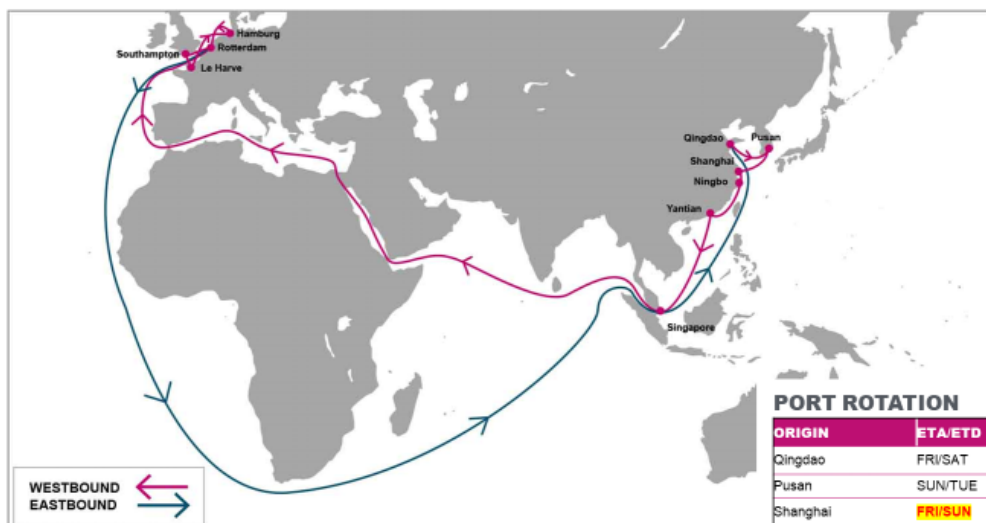 Hamburg
Rotterdam
Southampton
Le Harve
Qingdao
Pusan
Shanghai
Ningbo
Yantian
Singapore
WESTBOUND
EASTBOUND
PORT ROTATION
ORIGIN ETA/ETD
Qingdao FRI/SAT
Pusan SUN/TUE
Shanghai FRI/SUN